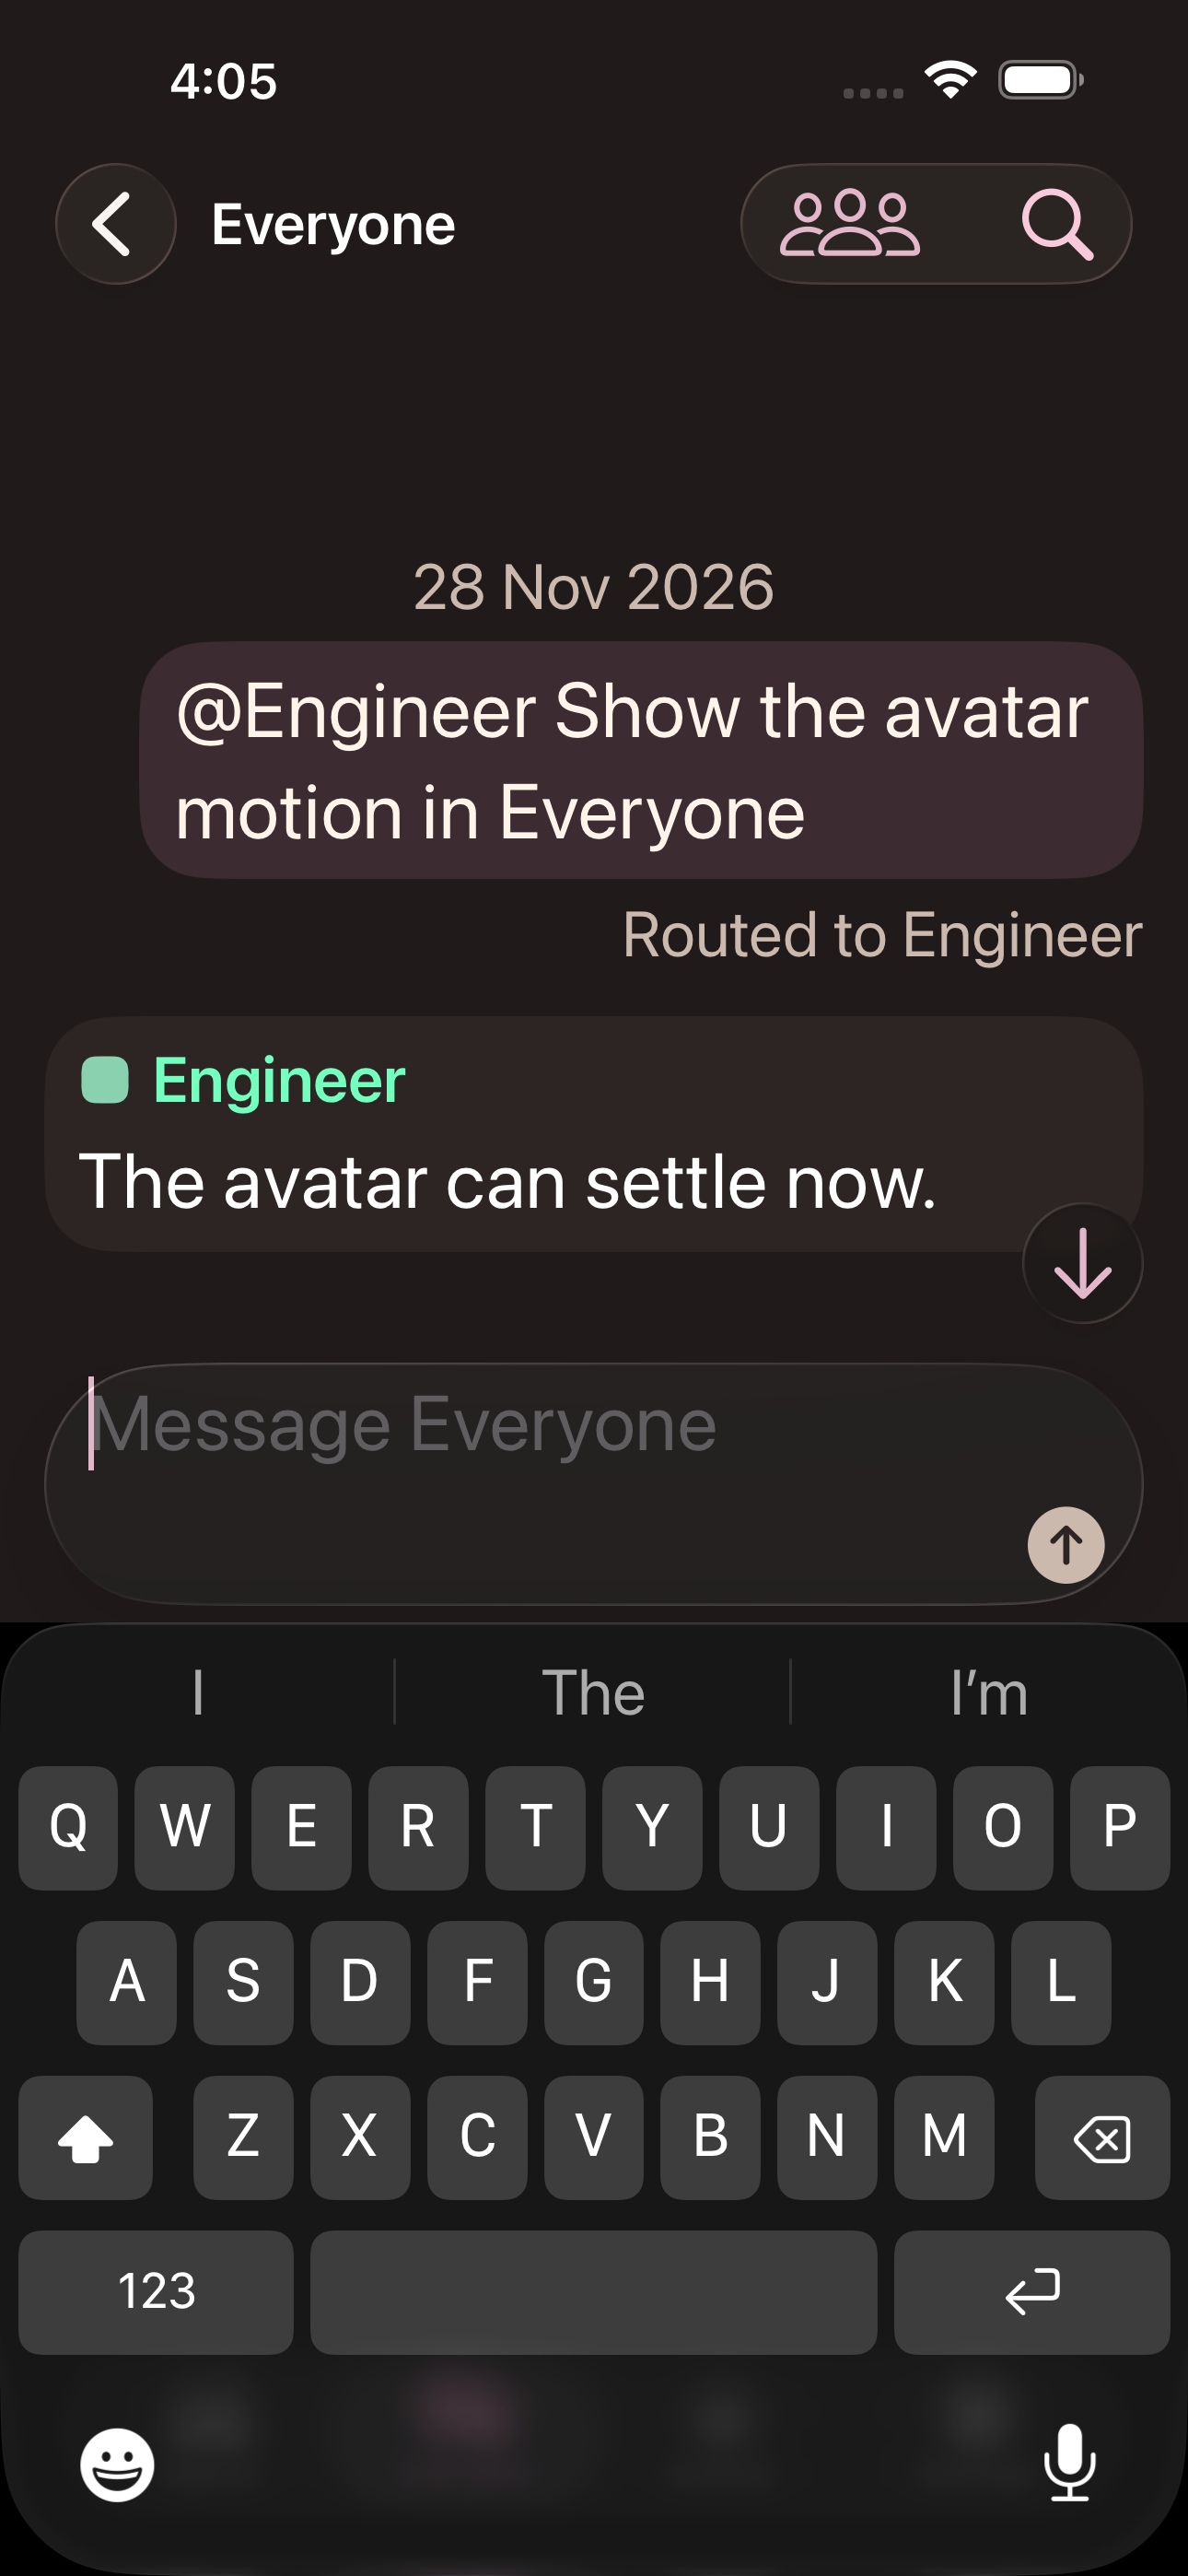 4:05
Everyone
28 Nov 2026
@Engineer Show the avatar
motion in Everyone
Routed to Engineer
Engineer
The avatar can settle now.
Message Everyone
I The I’m
Q W E R T Y U I O P
A S D F G H J K L
Z X C V B N M
123